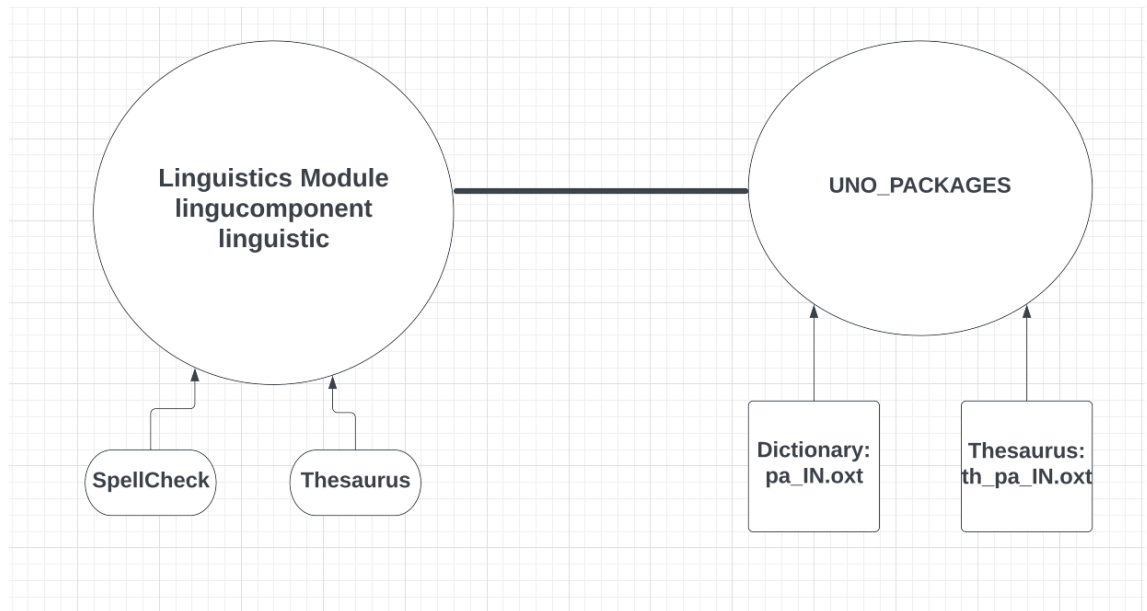 Linguistics Module
lingucomponent
linguistic
UNO_PACKAGES
SpellCheck
Thesaurus
Dictionary:
pa_IN.oxt
Thesaurus:
th_pa_IN.oxt